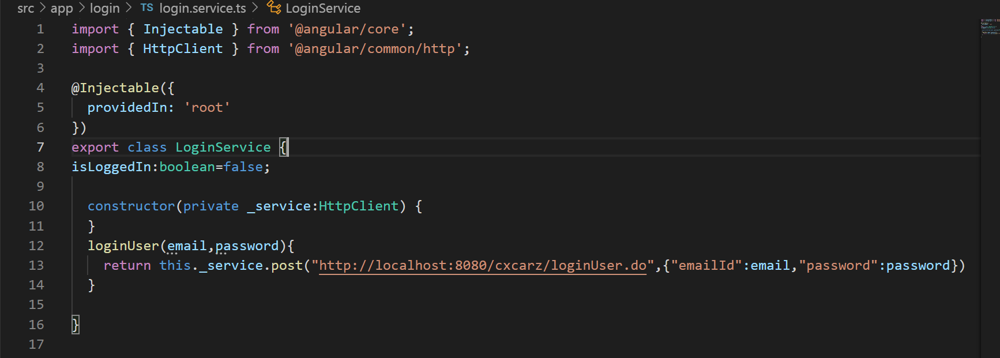 src > app > login > TS login.service.ts > LoginService
1 import { Injectable } from '@angular/core';
2 import { HttpClient } from '@angular/common/http';
3
4 @Injectable({
5   providedIn: 'root'
6 })
7 export class LoginService {
8 isLoggedIn:boolean=false;
9
10   constructor(private _service:HttpClient) {
11   }
12   loginUser(email,password){
13     return this._service.post("http://localhost:8080/cxcarz/loginUser.do",{"emailId":email,"password":password})
14   }
15
16 }
17